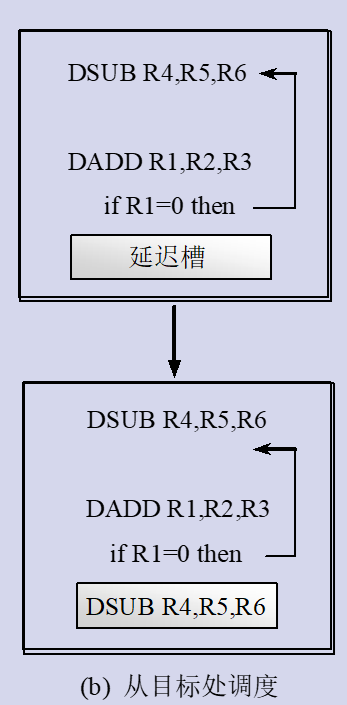 DSUB R4,R5,R6
DADD R1,R2,R3
if R1=0 then
延迟槽
DSUB R4,R5,R6
DADD R1,R2,R3
if R1=0 then
DSUB R4,R5,R6
(b) 从目标处调度